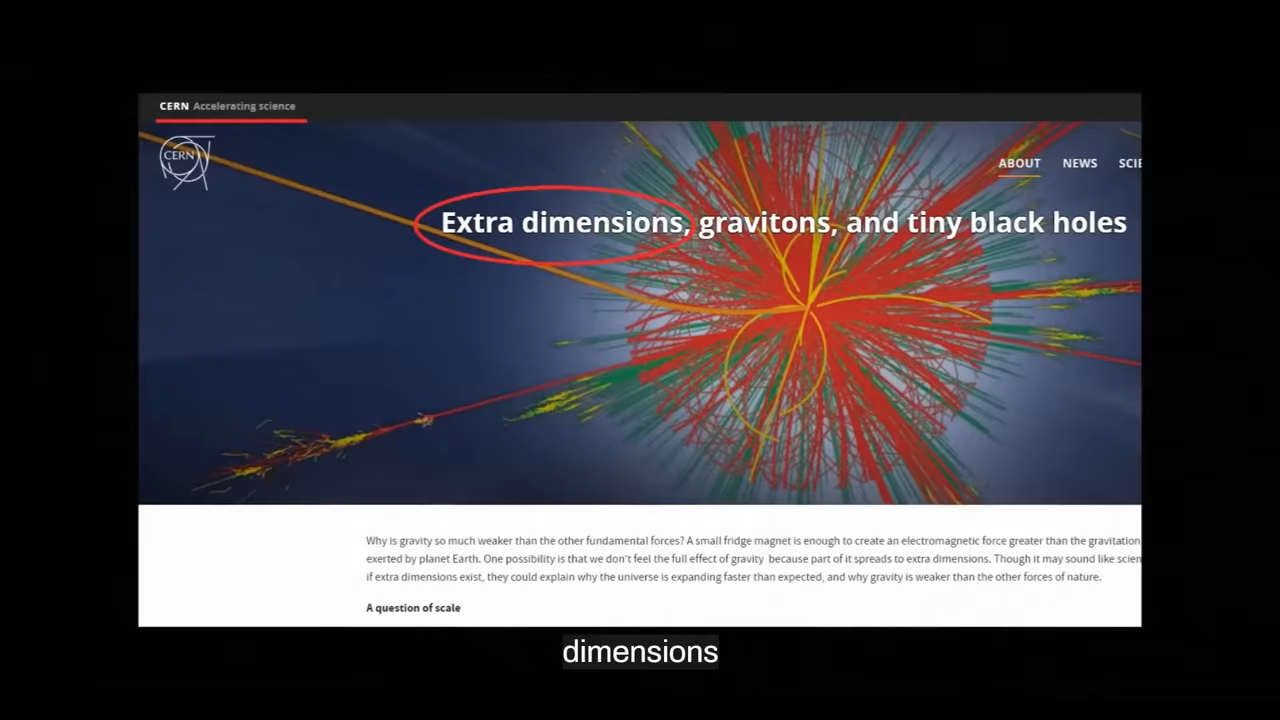 CERN Accelerating science
CERN
ABOUT NEWS SCIE
Extra dimensions, gravitons, and tiny black holes
Why is gravity so much weaker than the other fundamental forces? A small fridge magnet is enough to create an electromagnetic force greater than the gravitation
exerted by planet Earth. One possibility is that we don't feel the full effect of gravity because part of it spreads to extra dimensions. Though it may sound like scien
if extra dimensions exist, they could explain why the universe is expanding faster than expected, and why gravity is weaker than the other forces of nature.
A question of scale
dimensions